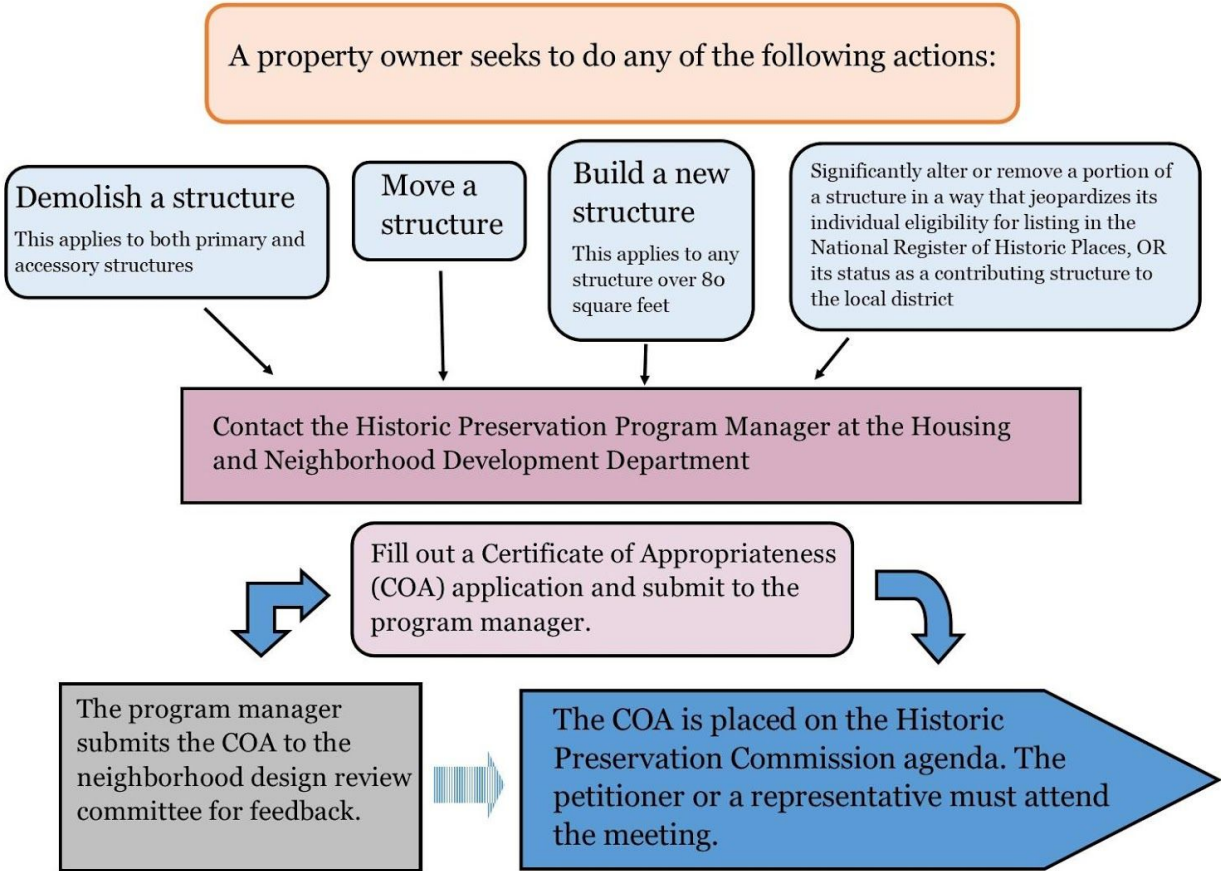 A property owner seeks to do any of the following actions:
Demolish a structure
This applies to both primary and
accessory structures
Move a
structure
Build a new
structure
This applies to any
structure over 80
square feet
Significantly alter or remove a portion of
a structure in a way that jeopardizes its
individual eligibility for listing in the
National Register of Historic Places, OR
its status as a contributing structure to
the local district
Contact the Historic Preservation Program Manager at the Housing
and Neighborhood Development Department
Fill out a Certificate of Appropriateness
(COA) application and submit to the
program manager.
The program manager
submits the COA to the
neighborhood design review
committee for feedback.
The COA is placed on the Historic
Preservation Commission agenda. The
petitioner or a representative must attend
the meeting.